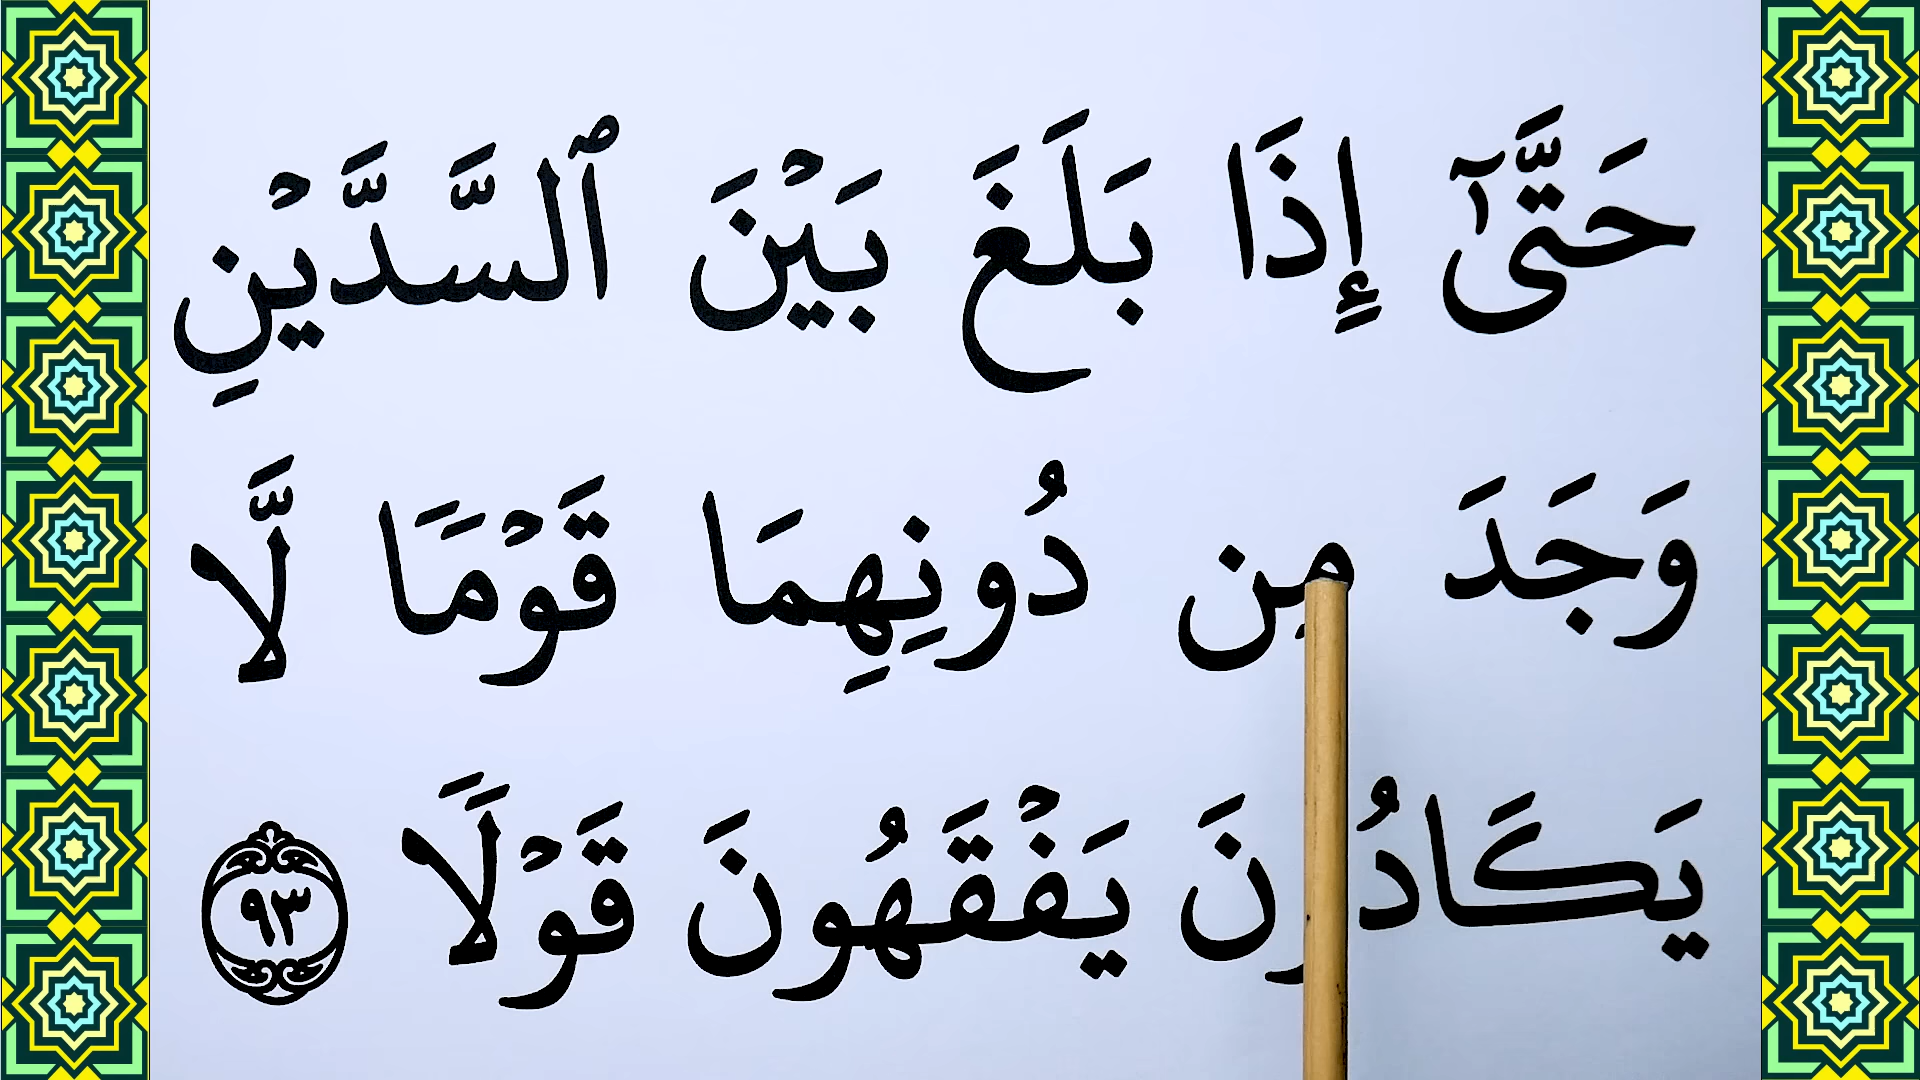 حَتَّىٰٓ إِذَا بَلَغَ بَيْنَ ٱلسَّدَّيْنِ
وَجَدَ مِن دُونِهِمَا قَوْمًا لَّا
يَكَادُونَ يَفْقَهُونَ قَوْلًا ٩٣